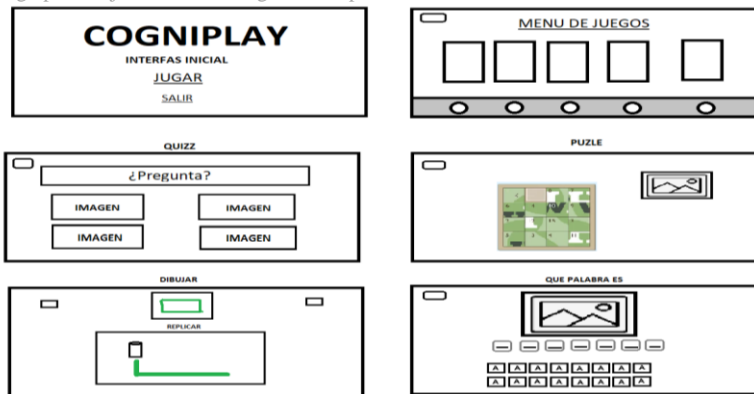 COGNIPLAY
INTERFAS INICIAL
JUGAR
SALIR
MENU DE JUEGOS
QUIZZ
¿Pregunta?
IMAGEN IMAGEN
IMAGEN IMAGEN
PUZLE
DIBUJAR
REPLICAR
QUE PALABRA ES
A A A A A A A A
A A A A A A A A